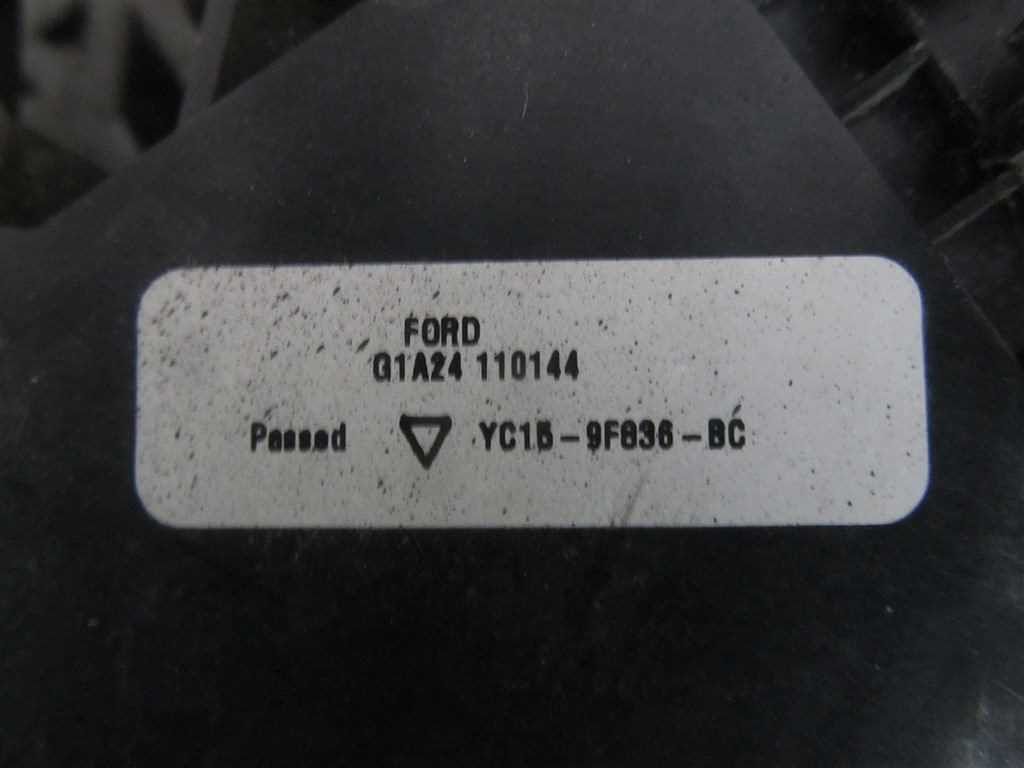 FORD
G1A24 110144
Passed YC15-9F836-BC